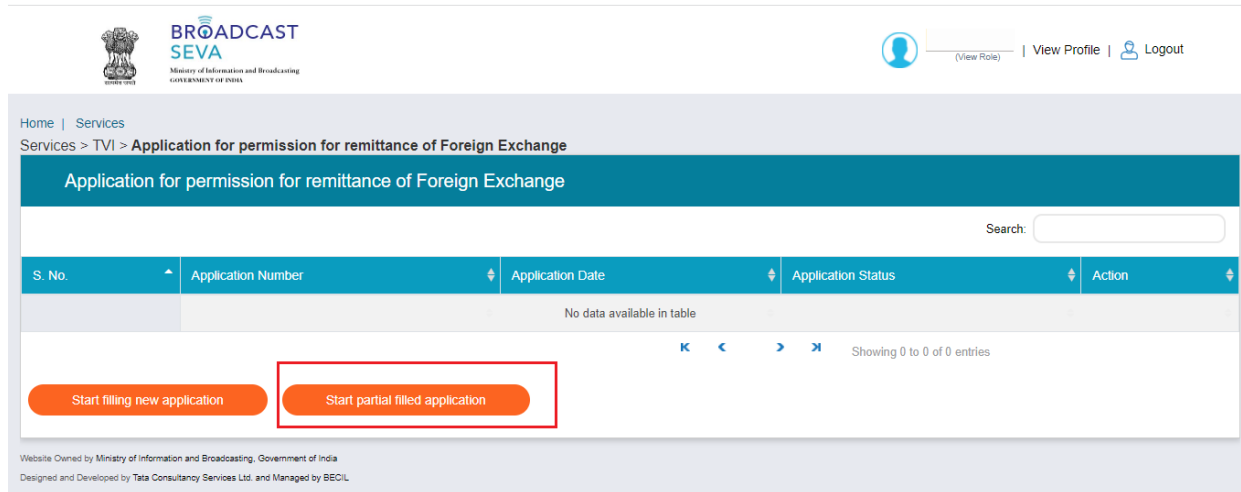 BROADCAST
SEVA
Ministry of Information and Broadcasting
GOVERNMENT OF INDIA
सत्यमेव जयते
(View Role) | View Profile | Logout
Home | Services
Services > TVI > Application for permission for remittance of Foreign Exchange
Application for permission for remittance of Foreign Exchange
Search:
S. No. Application Number Application Date Application Status Action
No data available in table
Showing 0 to 0 of 0 entries
Start filling new application Start partial filled application
Website Owned by Ministry of Information and Broadcasting, Government of India
Designed and Developed by Tata Consultancy Services Ltd. and Managed by BECIL